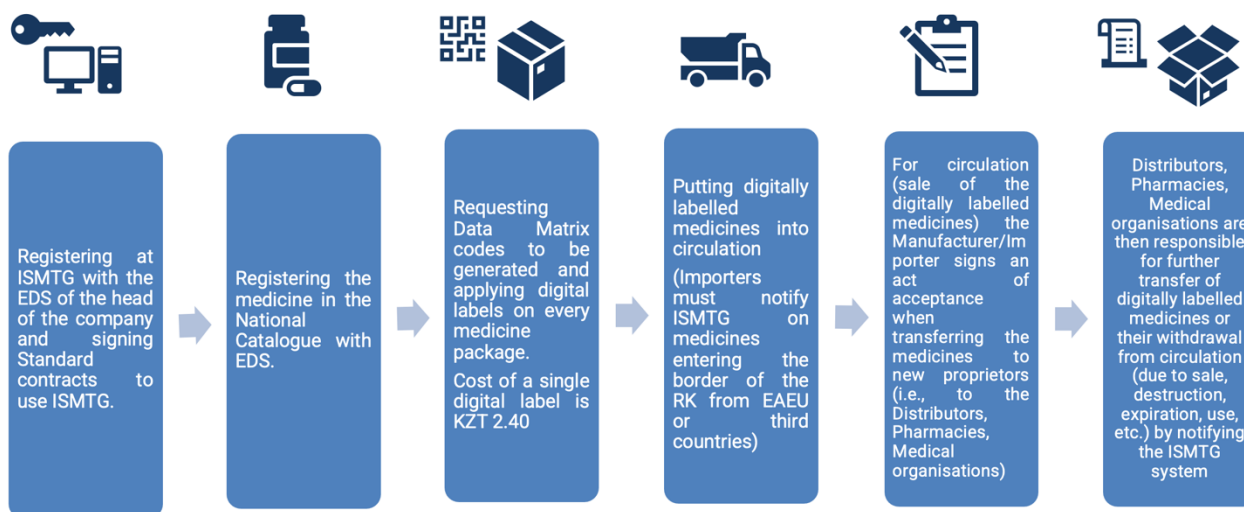 Registering at
ISMTG with the
EDS of the head
of the company
and signing
Standard
contracts to
use ISMTG.
Registering the
medicine in the
National
Catalogue with
EDS.
Requesting
Data Matrix
codes to be
generated and
applying digital
labels on every
medicine
package.
Cost of a single
digital label is
KZT 2.40
Putting digitally
labelled
medicines into
circulation
(Importers
must notify
ISMTG on
medicines
entering the
border of the
RK from EAEU
or third
countries)
For circulation
(sale of the
digitally labelled
medicines) the
Manufacturer/Im
porter signs an
act of
acceptance
when
transferring the
medicines to
new proprietors
(i.e., to the
Distributors,
Pharmacies,
Medical
organisations)
Distributors,
Pharmacies,
Medical
organisations are
then responsible
for further
transfer of
digitally labelled
medicines or
their withdrawal
from circulation
(due to sale,
destruction,
expiration, use,
etc.) by notifying
the ISMTG
system